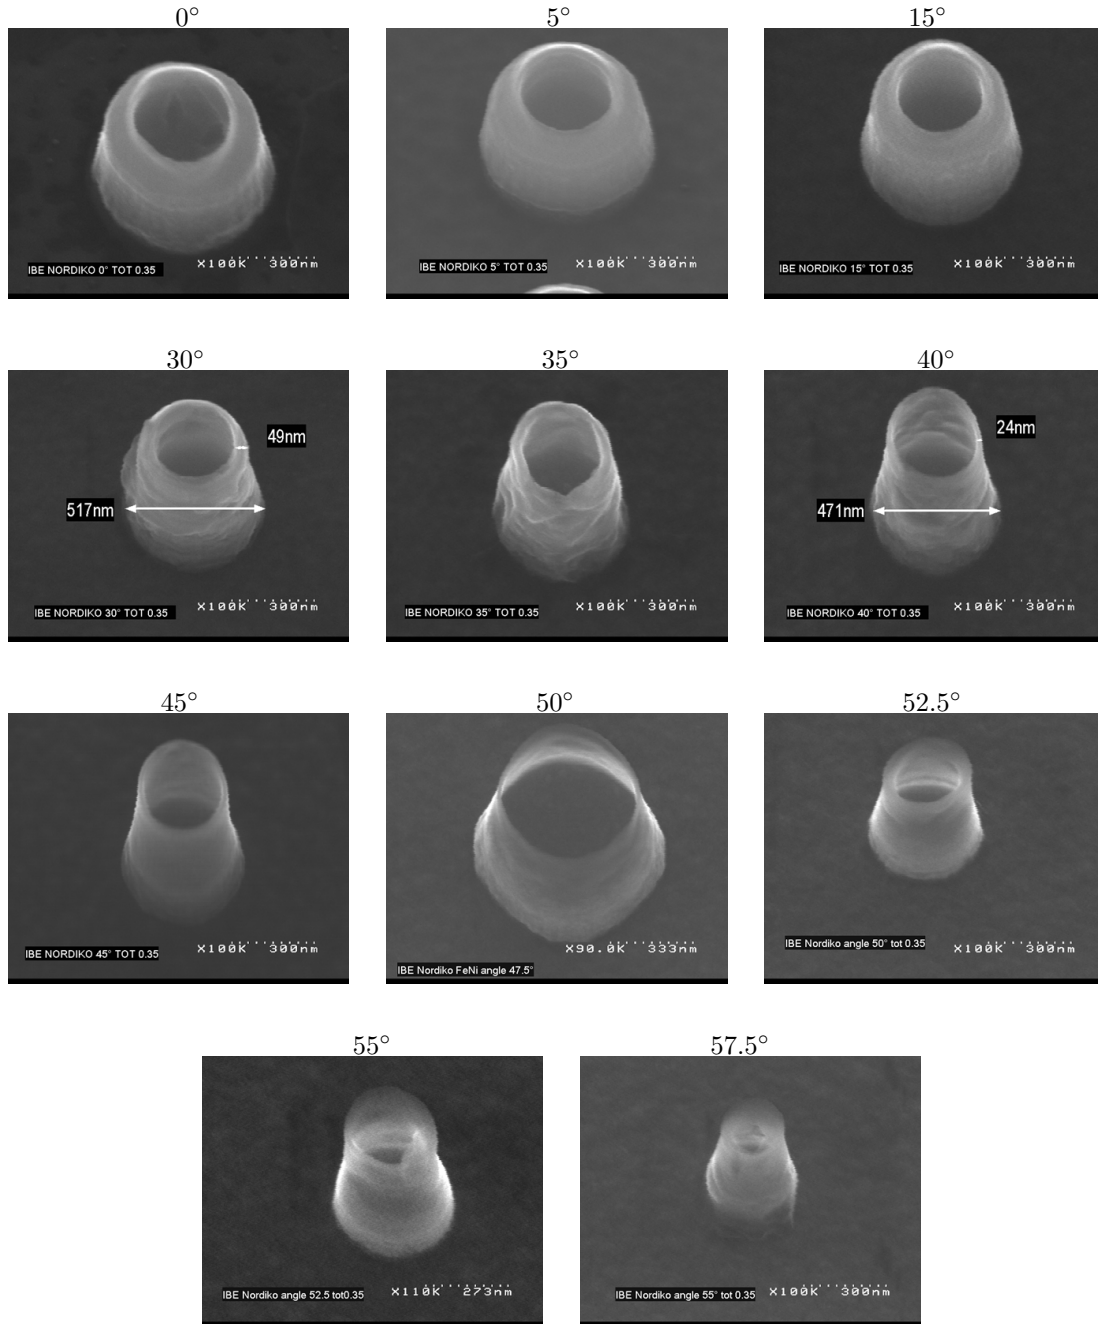 0° 5° 15°
IBE NORDIKO 0° TOT 0.35 X100K 300nm
IBE NORDIKO 5° TOT 0.35 X100K 300nm
IBE NORDIKO 15° TOT 0.35 X100K 300nm
30° 35° 40°
49nm
517nm
IBE NORDIKO 30° TOT 0.35 X100K 300nm
IBE NORDIKO 35° TOT 0.35 X100K 300nm
24nm
471nm
IBE NORDIKO 40° TOT 0.35 X100K 300nm
45° 50° 52.5°
IBE NORDIKO 45° TOT 0.35 X100K 300nm
X90.0K 333nm
IBE Nordiko FeNi angle 47.5°
IBE Nordiko angle 50° tot 0.35 X100K 300nm
55° 57.5°
IBE Nordiko angle 52.5 tot0.35 X110K 273nm
IBE Nordiko angle 55° tot 0.35 X100K 300nm